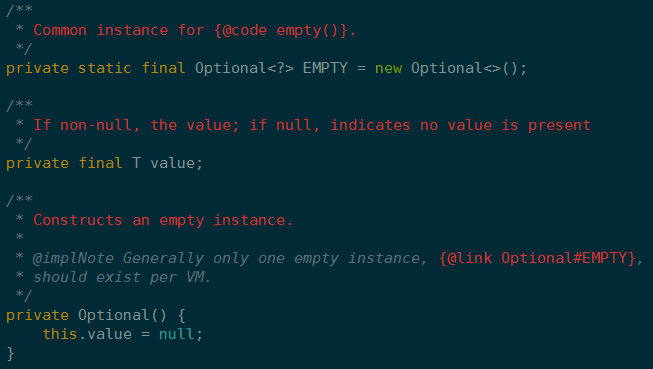 /**
 * Common instance for {@code empty()}.
 */
private static final Optional<?> EMPTY = new Optional<>();

/**
 * If non-null, the value; if null, indicates no value is present
 */
private final T value;

/**
 * Constructs an empty instance.
 *
 * @implNote Generally only one empty instance, {@link Optional#EMPTY},
 * should exist per VM.
 */
private Optional() {
    this.value = null;
}